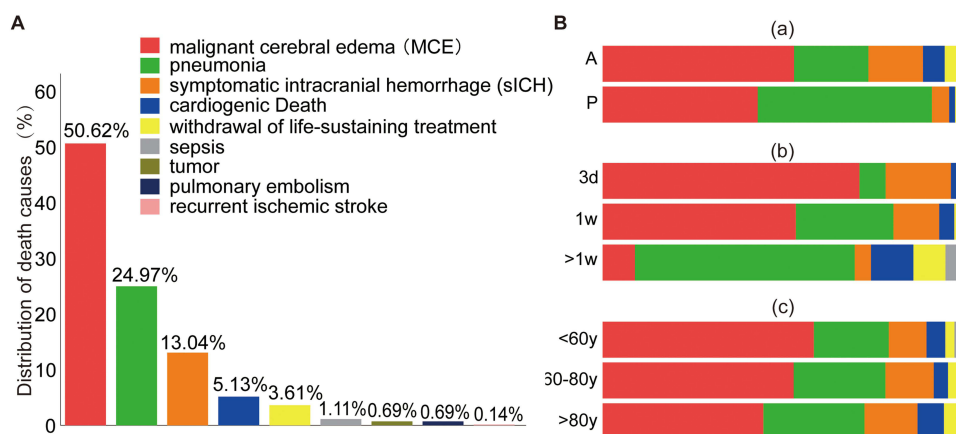 A
malignant cerebral edema（MCE）
pneumonia
symptomatic intracranial hemorrhage (sICH)
cardiogenic Death
withdrawal of life-sustaining treatment
sepsis
tumor
pulmonary embolism
recurrent ischemic stroke
Distribution of death causes（%）
60
50
40
30
20
10
0
50.62%
24.97%
13.04%
5.13%
3.61%
1.11%
0.69%
0.69%
0.14%
B
(a)
A
P
(b)
3d
1w
>1w
(c)
<60y
60-80y
>80y